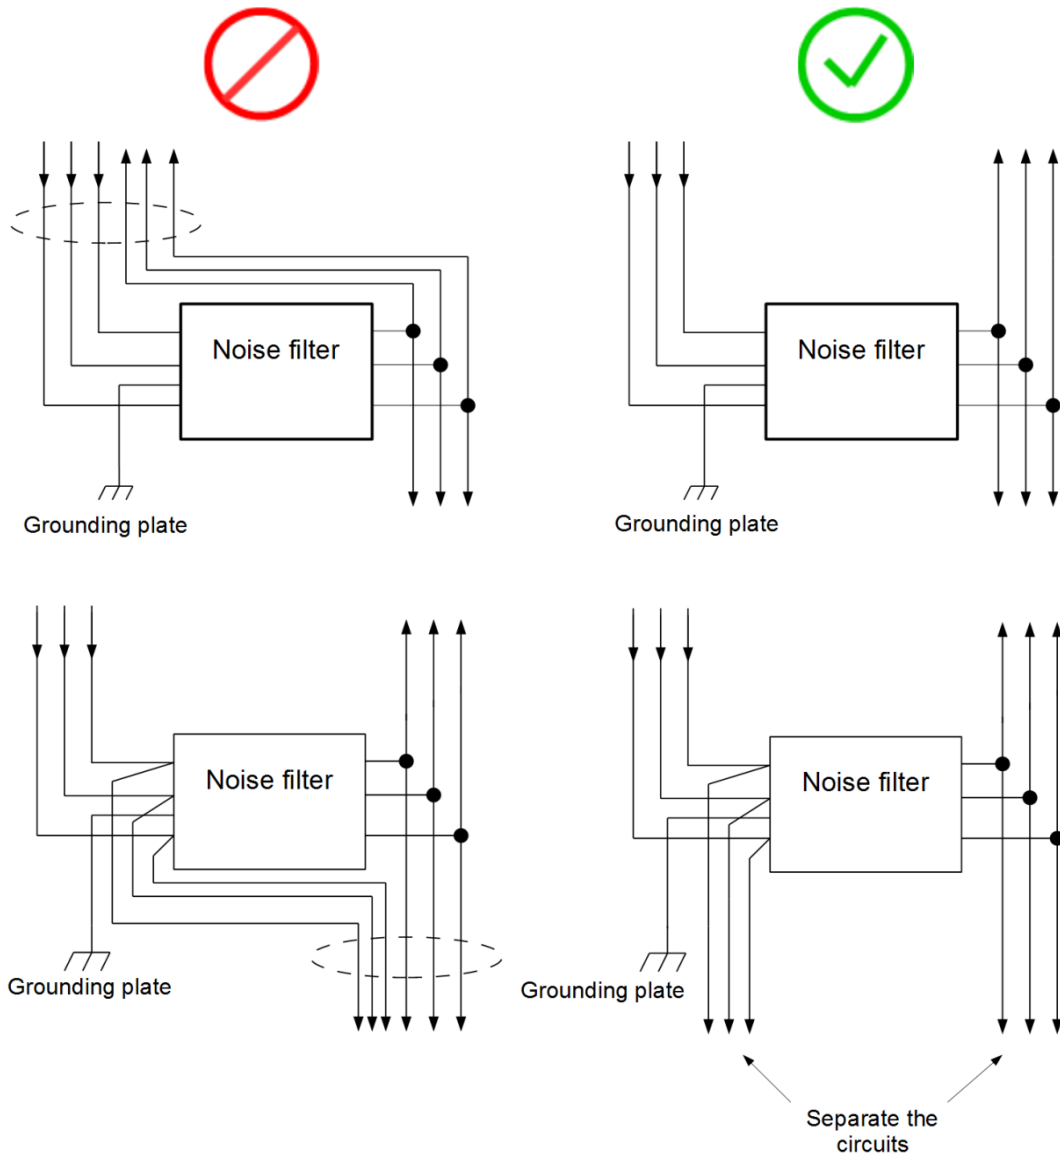 Noise filter
Noise filter
Grounding plate
Grounding plate
Noise filter
Noise filter
Grounding plate
Grounding plate
Separate the
circuits